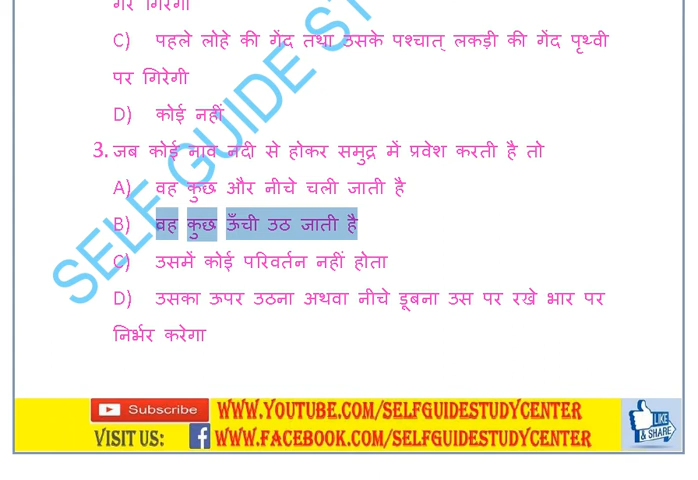 गेंद गिरेगी
C) पहले लोहे की गेंद तथा उसके पश्चात् लकड़ी की गेंद पृथ्वी
पर गिरेगी
D) कोई नहीं
3. जब कोई नाव नदी से होकर समुद्र में प्रवेश करती है तो
A) वह कुछ और नीचे चली जाती है
B) वह कुछ ऊँची उठ जाती है
C) उसमें कोई परिवर्तन नहीं होता
D) उसका ऊपर उठना अथवा नीचे डूबना उस पर रखे भार पर
निर्भर करेगा
SELF GUIDE ST
Subscribe WWW.YOUTUBE.COM/SELFGUIDESTUDYCENTER
VISIT US: f WWW.FACEBOOK.COM/SELFGUIDESTUDYCENTER
LIKE
& SHARE